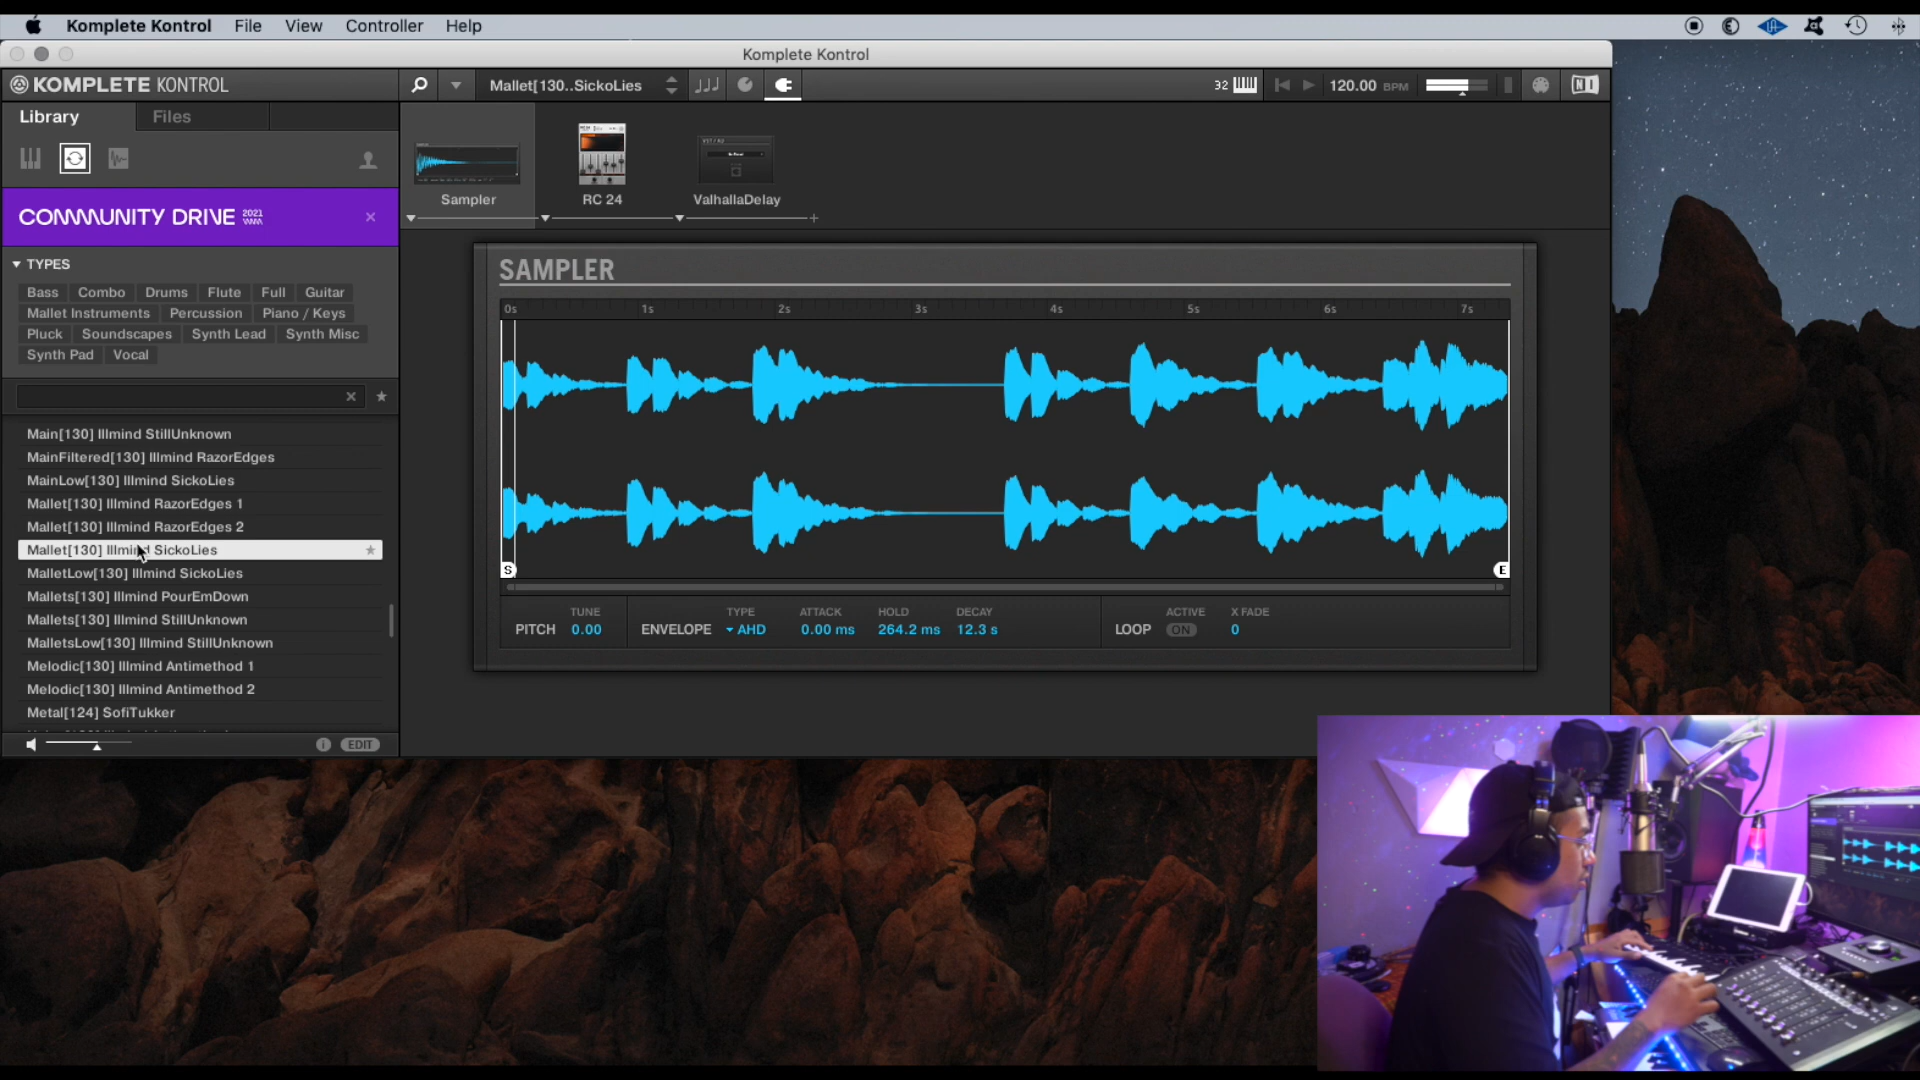 Komplete Kontrol File View Controller Help
Komplete Kontrol
KOMPLETE KONTROL
Mallet[130..SickoLies
32
120.00 BPM
Library Files
COMMUNITY DRIVE 2021
TYPES
Bass Combo Drums Flute Full Guitar
Mallet Instruments Percussion Piano / Keys
Pluck Soundscapes Synth Lead Synth Misc
Synth Pad Vocal
Main[130] Illmind StillUnknown
MainFiltered[130] Illmind RazorEdges
MainLow[130] Illmind SickoLies
Mallet[130] Illmind RazorEdges 1
Mallet[130] Illmind RazorEdges 2
Mallet[130] Illmind SickoLies
MalletLow[130] Illmind SickoLies
Mallets[130] Illmind PourEmDown
Mallets[130] Illmind StillUnknown
MalletsLow[130] Illmind StillUnknown
Melodic[130] Illmind Antimethod 1
Melodic[130] Illmind Antimethod 2
Metal[124] SofiTukker
EDIT
Sampler RC 24 ValhallaDelay
SAMPLER
0s 1s 2s 3s 4s 5s 6s 7s
S E
TUNE TYPE ATTACK HOLD DECAY ACTIVE X FADE
PITCH 0.00 ENVELOPE AHD 0.00 ms 264.2 ms 12.3 s LOOP ON 0